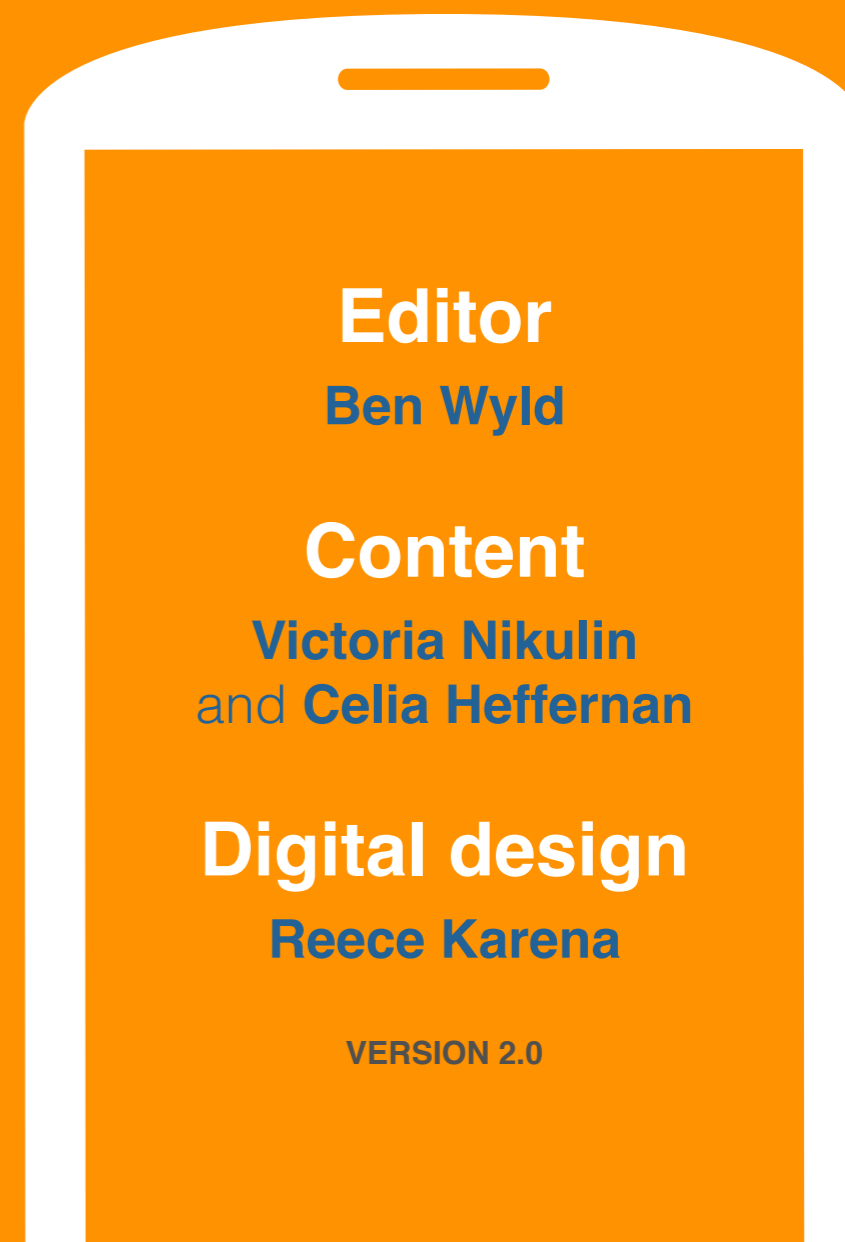 Editor
Ben Wyld
Content
Victoria Nikulin
and Celia Heffernan
Digital design
Reece Karena
VERSION 2.0